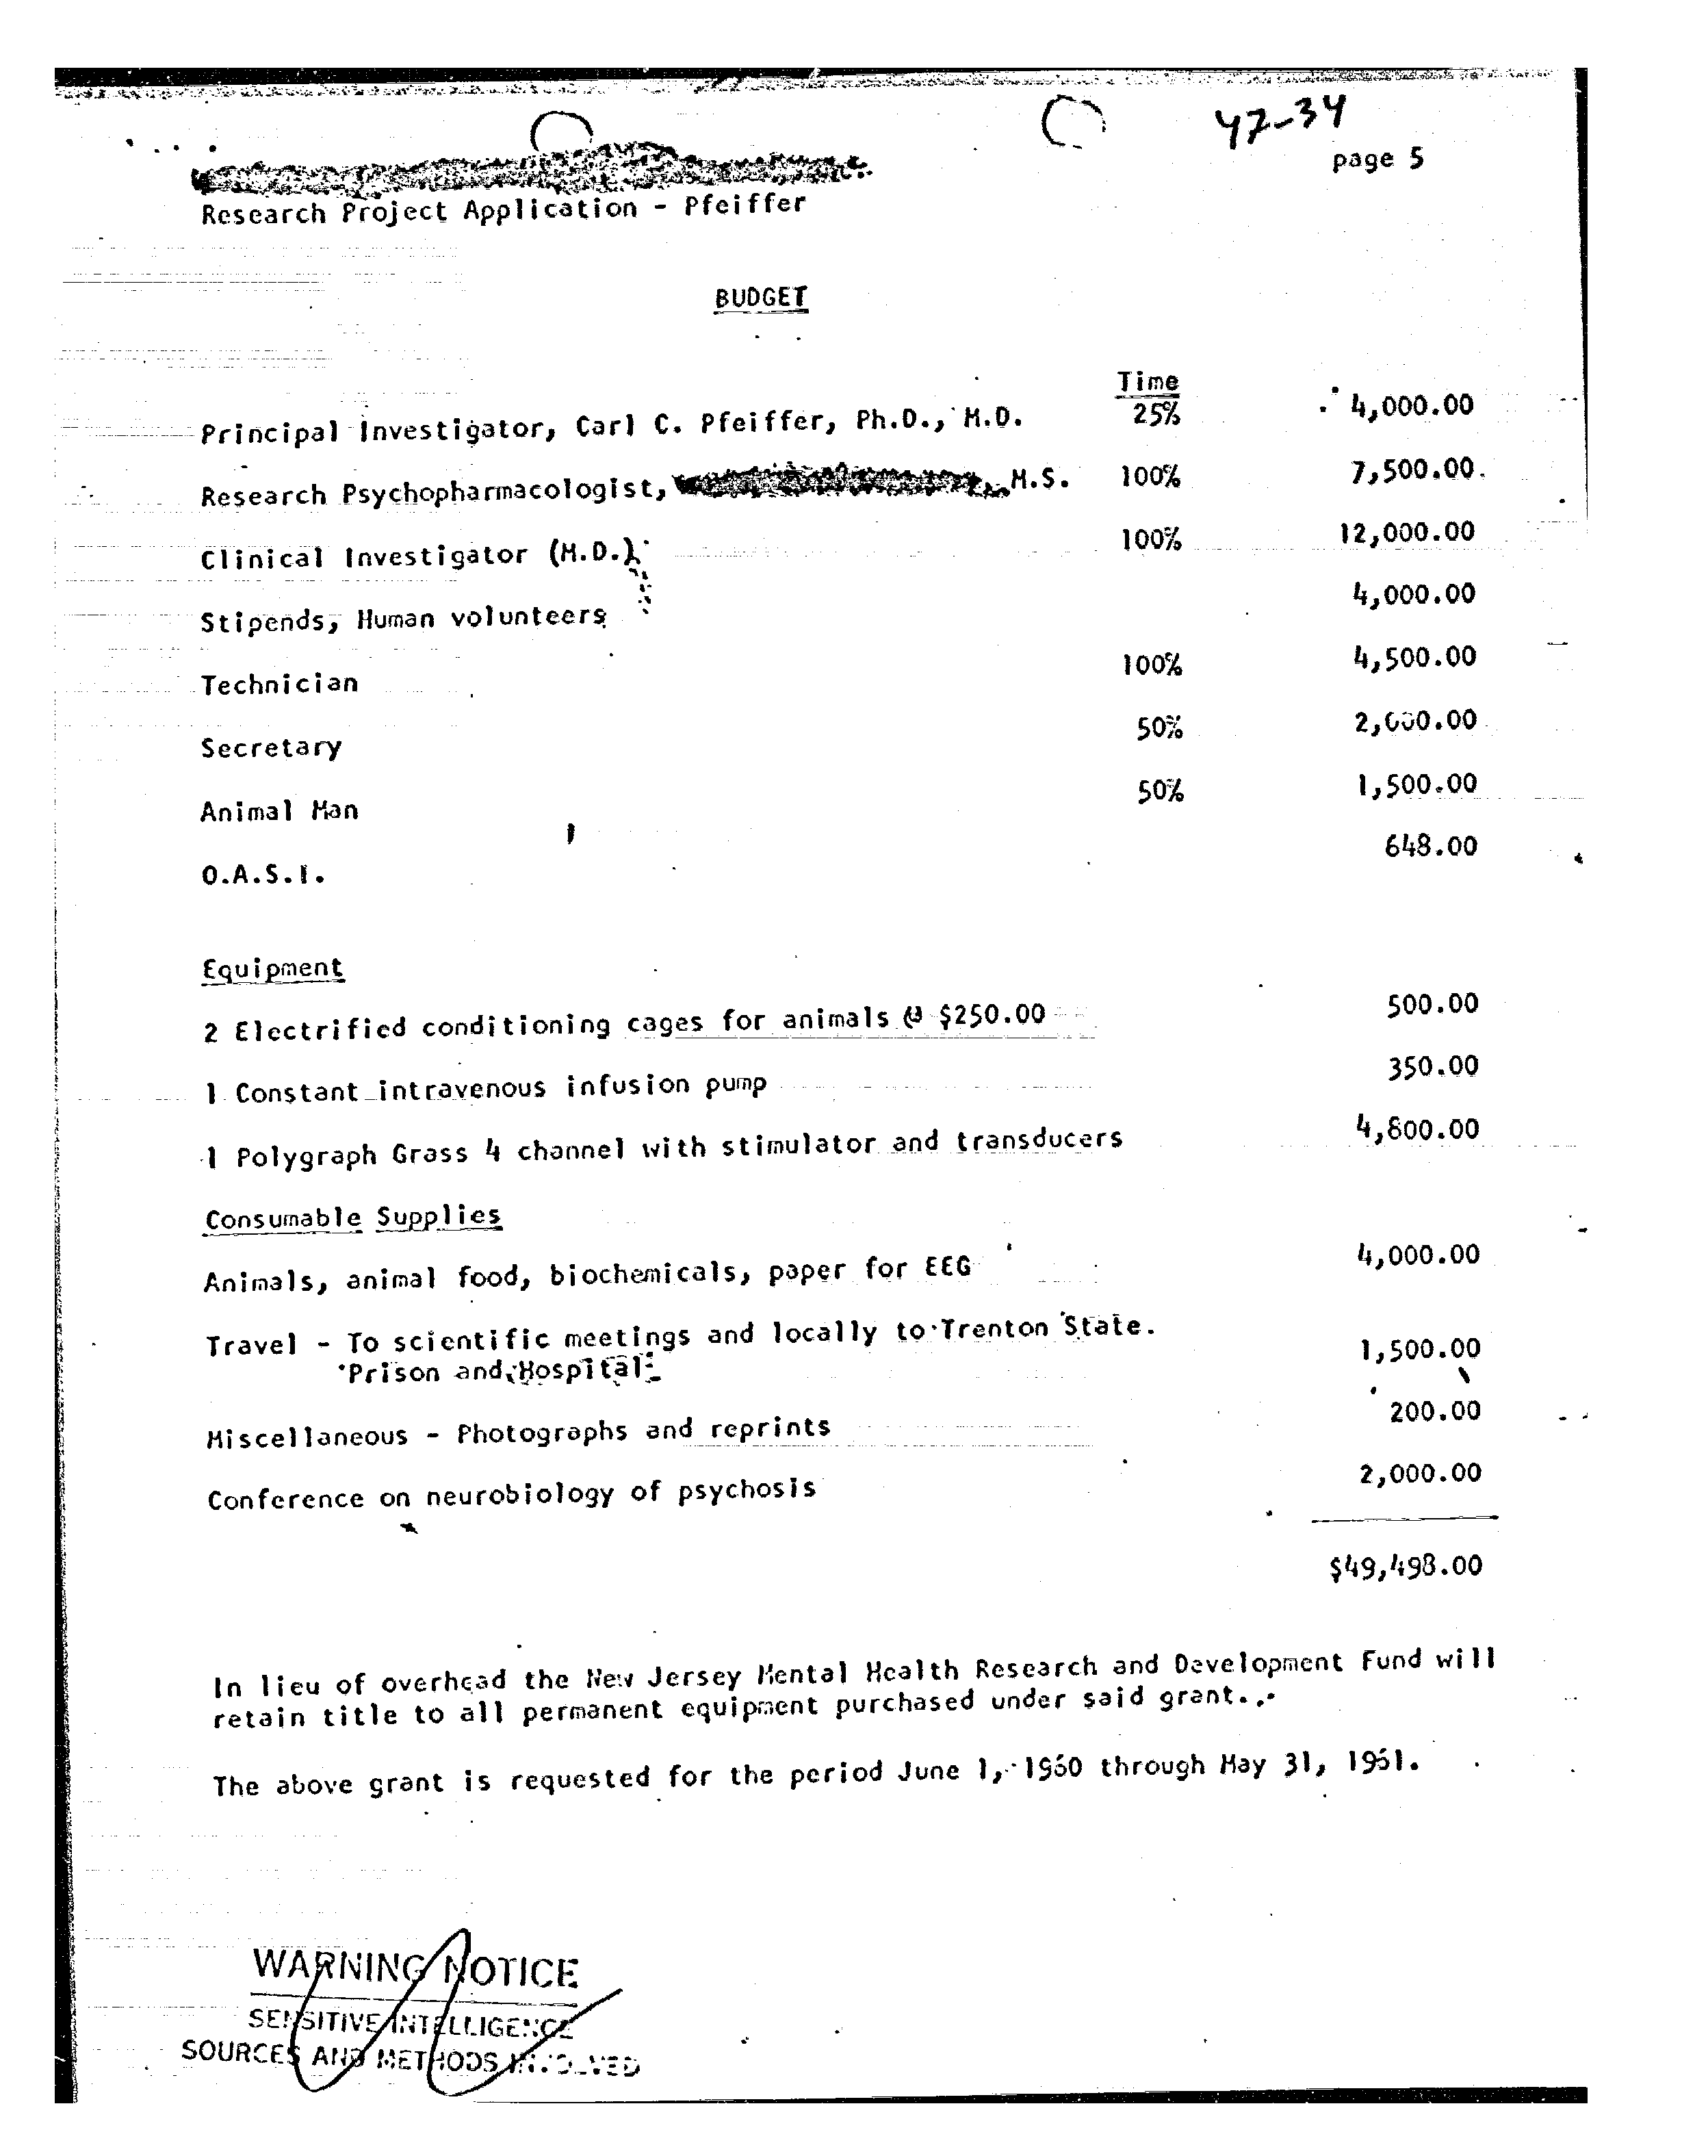 47-34
page 5
Research Project Application - Pfeiffer
BUDGET
Time
Principal Investigator, Carl C. Pfeiffer, Ph.D., M.D. 25% 4,000.00
Research Psychopharmacologist, M.S. 100% 7,500.00
Clinical Investigator (M.D.) 100% 12,000.00
Stipends, Human volunteers 4,000.00
Technician 100% 4,500.00
Secretary 50% 2,000.00
Animal Man 50% 1,500.00
O.A.S.I. 648.00
Equipment
2 Electrified conditioning cages for animals @ $250.00 500.00
1 Constant intravenous infusion pump 350.00
1 Polygraph Grass 4 channel with stimulator and transducers 4,800.00
Consumable Supplies
Animals, animal food, biochemicals, paper for EEG 4,000.00
Travel - To scientific meetings and locally to Trenton State.
Prison and Hospital 1,500.00
Miscellaneous - Photographs and reprints 200.00
Conference on neurobiology of psychosis 2,000.00
$49,498.00
In lieu of overhead the New Jersey Mental Health Research and Development Fund will
retain title to all permanent equipment purchased under said grant.
The above grant is requested for the period June 1, 1960 through May 31, 1961.
WARNING NOTICE
SENSITIVE INTELLIGENCE
SOURCES AND METHODS INVOLVED